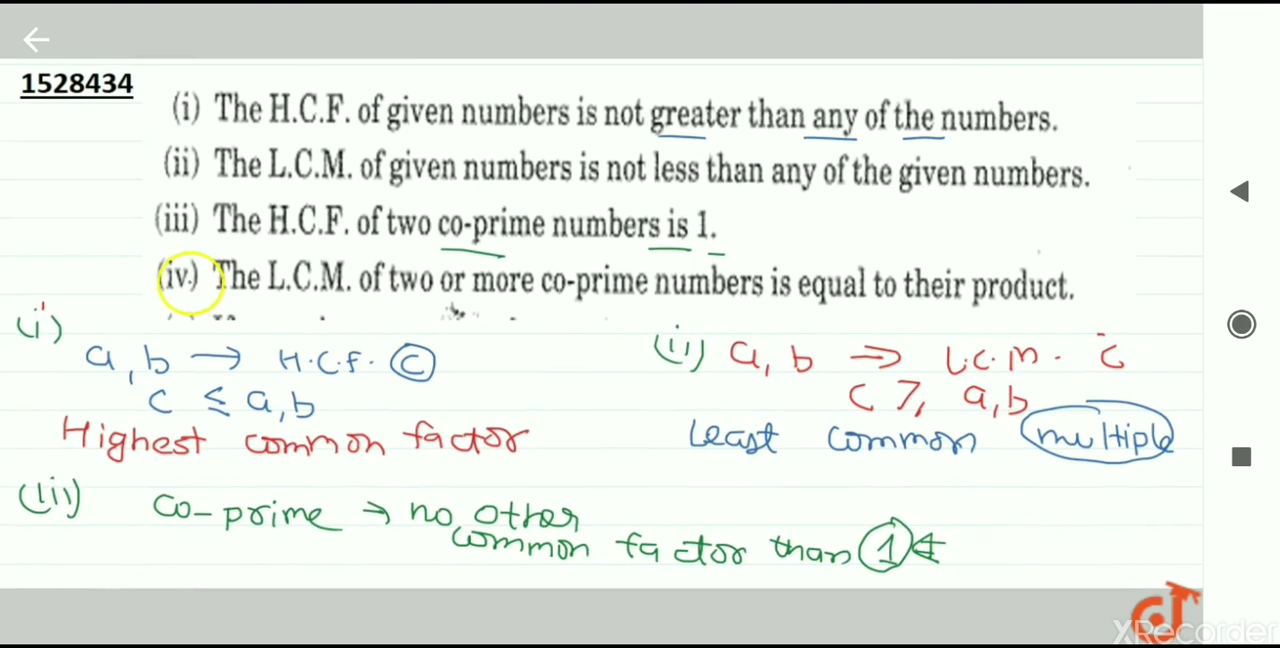 1528434
(i) The H.C.F. of given numbers is not greater than any of the numbers.
(ii) The L.C.M. of given numbers is not less than any of the given numbers.
(iii) The H.C.F. of two co-prime numbers is 1.
(iv) The L.C.M. of two or more co-prime numbers is equal to their product.
(i)
a, b → H.C.F. c
c ≤ a, b
Highest common factor
(ii) a, b ⇒ L.C.M. c
c ≥ a, b
Least common multiple
(iii) co-prime → no other
common factor than 1
XRecorder